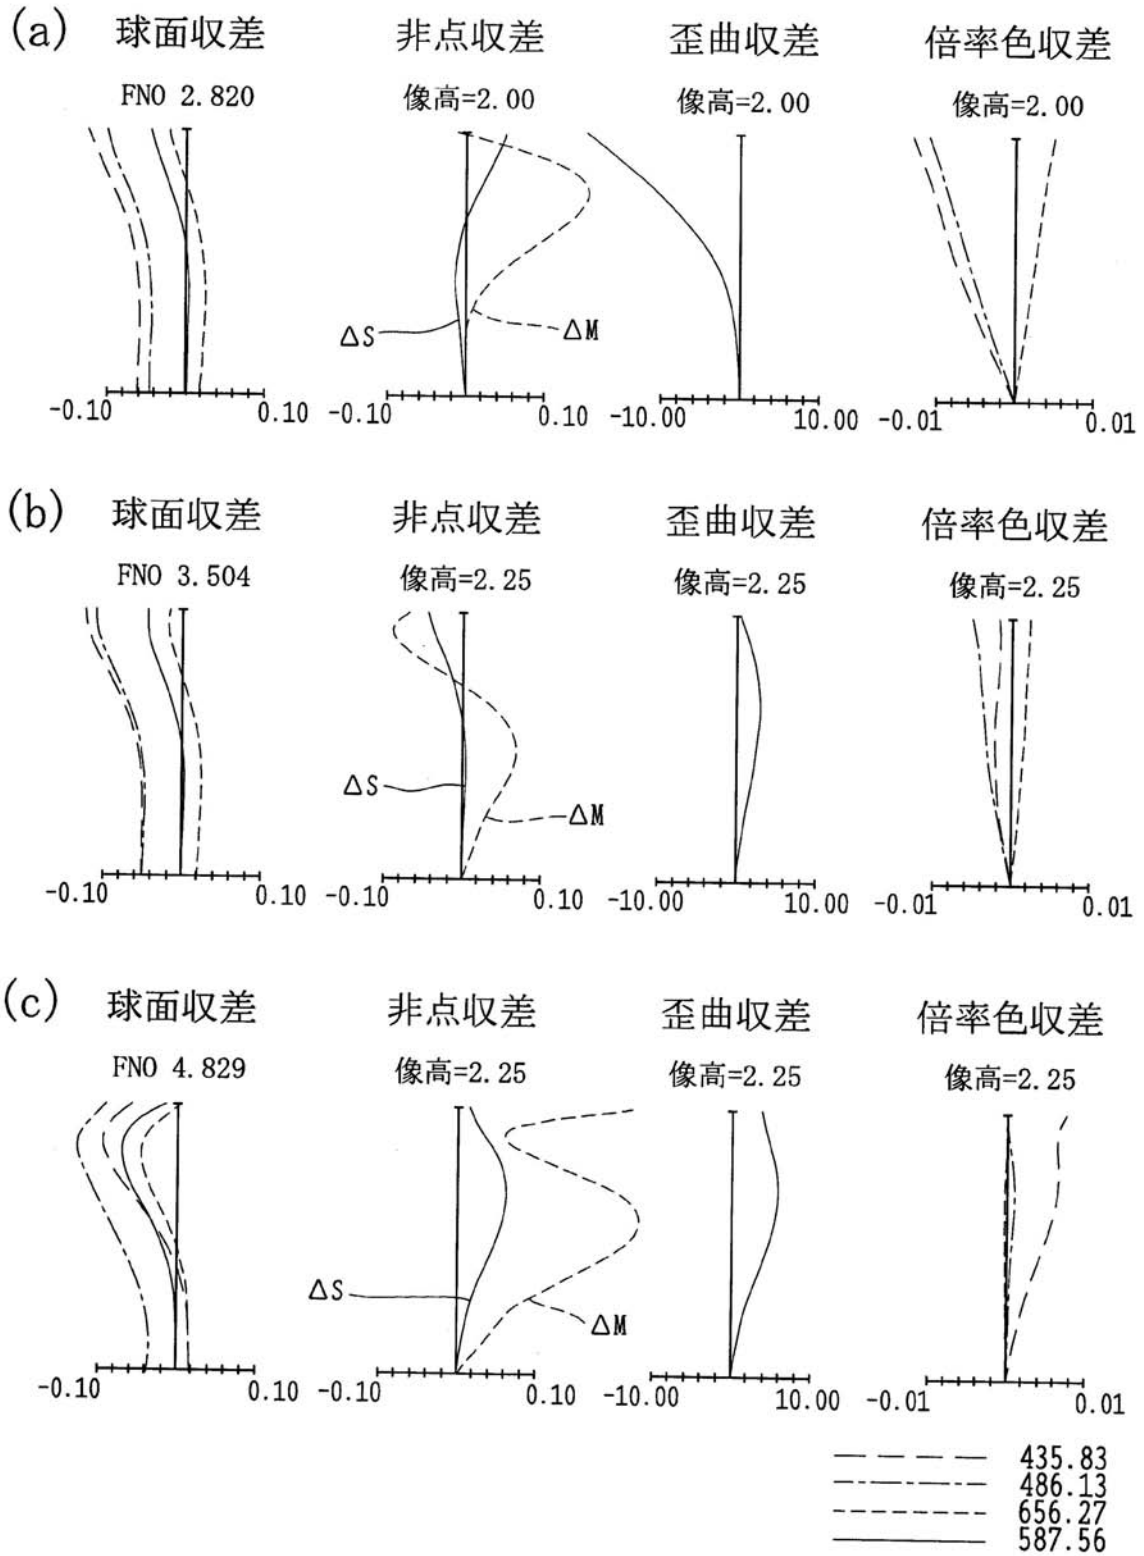 (a) 球面収差 非点収差 歪曲収差 倍率色収差
FNO 2.820 像高=2.00 像高=2.00 像高=2.00
ΔS ΔM
-0.10 0.10 -0.10 0.10 -10.00 10.00 -0.01 0.01
(b) 球面収差 非点収差 歪曲収差 倍率色収差
FNO 3.504 像高=2.25 像高=2.25 像高=2.25
ΔS ΔM
-0.10 0.10 -0.10 0.10 -10.00 10.00 -0.01 0.01
(c) 球面収差 非点収差 歪曲収差 倍率色収差
FNO 4.829 像高=2.25 像高=2.25 像高=2.25
ΔS ΔM
-0.10 0.10 -0.10 0.10 -10.00 10.00 -0.01 0.01
435.83
486.13
656.27
587.56